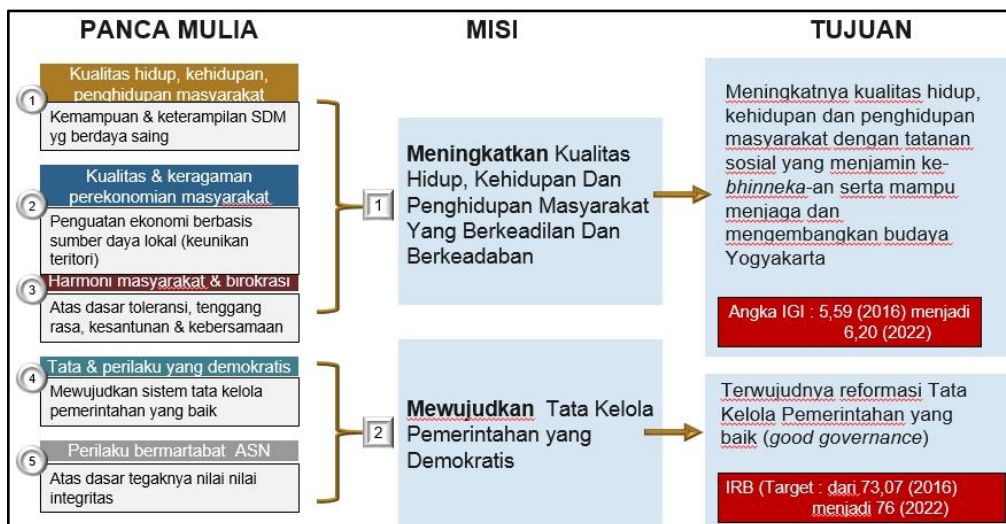 PANCA MULIA
MISI
TUJUAN
1
Kualitas hidup, kehidupan,
penghidupan masyarakat
Kemampuan & keterampilan SDM
yg berdaya saing
2
Kualitas & keragaman
perekonomian masyarakat
Penguatan ekonomi berbasis
sumber daya lokal (keunikan
teritori)
3
Harmoni masyarakat & birokrasi
Atas dasar toleransi, tenggang
rasa, kesantunan & kebersamaan
4
Tata & perilaku yang demokratis
Mewujudkan sistem tata kelola
pemerintahan yang baik
5
Perilaku bermartabat ASN
Atas dasar tegaknya nilai nilai
integritas
1
Meningkatkan Kualitas
Hidup, Kehidupan Dan
Penghidupan Masyarakat
Yang Berkeadilan Dan
Berkeadaban
2
Mewujudkan Tata Kelola
Pemerintahan yang
Demokratis
Meningkatnya kualitas hidup,
kehidupan dan penghidupan
masyarakat dengan tatanan
sosial yang menjamin ke-
bhinneka-an serta mampu
menjaga dan
mengembangkan budaya
Yogyakarta
Angka IGI : 5,59 (2016) menjadi
6,20 (2022)
Terwujudnya reformasi Tata
Kelola Pemerintahan yang
baik (good governance)
IRB (Target : dari 73,07 (2016)
menjadi 76 (2022)